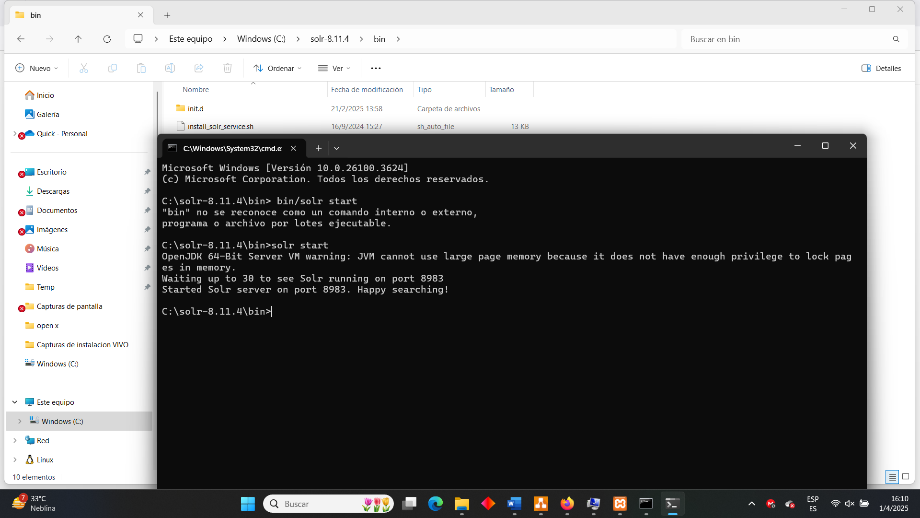 bin
Este equipo > Windows (C:) > solr-8.11.4 > bin >
Buscar en bin
Nuevo
Ordenar
Ver
Detalles
Nombre Fecha de modificación Tipo Tamaño
init.d 21/2/2025 13:58 Carpeta de archivos
install_solr_service.sh 16/9/2024 15:27 sh_auto_file 13 KB
Inicio
Galería
Quick - Personal
Escritorio
Descargas
Documentos
Imágenes
Música
Vídeos
Temp
Capturas de pantalla
open x
Capturas de instalacion VIVO
Windows (C:)
Este equipo
Windows (C:)
Red
Linux
10 elementos
C:\Windows\System32\cmd.e
Microsoft Windows [Versión 10.0.26100.3624]
(c) Microsoft Corporation. Todos los derechos reservados.
C:\solr-8.11.4\bin> bin/solr start
"bin" no se reconoce como un comando interno o externo,
programa o archivo por lotes ejecutable.
C:\solr-8.11.4\bin>solr start
OpenJDK 64-Bit Server VM warning: JVM cannot use large page memory because it does not have enough privilege to lock pag
es in memory.
Waiting up to 30 to see Solr running on port 8983
Started Solr server on port 8983. Happy searching!
C:\solr-8.11.4\bin>
7
33°C
Neblina
Buscar
ESP
ES
16:10
1/4/2025